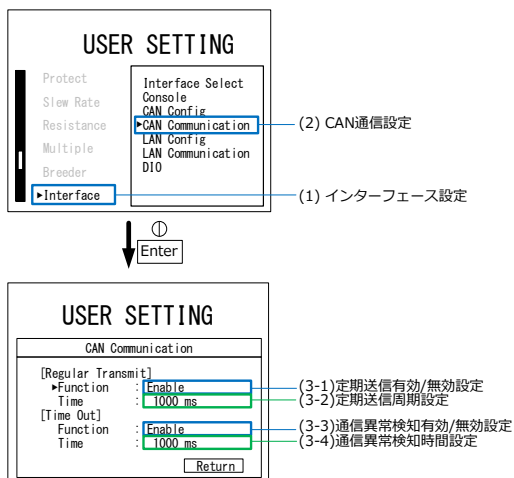 USER SETTING
Protect
Slew Rate
Resistance
Multiple
Breeder
▶Interface
Interface Select
Console
CAN Config
▶CAN Communication
LAN Config
LAN Communication
DIO
(2) CAN通信設定
(1) インターフェース設定
Enter
USER SETTING
CAN Communication
[Regular Transmit]
▶Function : Enable
Time : 1000 ms
[Time Out]
Function : Enable
Time : 1000 ms
Return
(3-1)定期送信有効/無効設定
(3-2)定期送信周期設定
(3-3)通信異常検知有効/無効設定
(3-4)通信異常検知時間設定